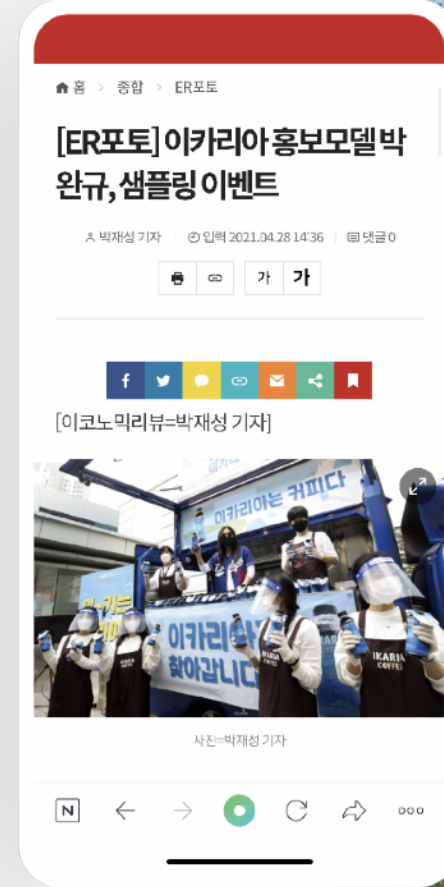 홈 > 종합 > ER포토
[ER포토] 이카리아 홍보모델 박
완규, 샘플링 이벤트
박재성 기자 | 입력 2021.04.28 14:36 | 댓글 0
가 가
[이코노믹리뷰=박재성 기자]
이카리아는 커피다
이카리
찾아갑니다
IKARIA
COFFEE
사진=박재성 기자
N